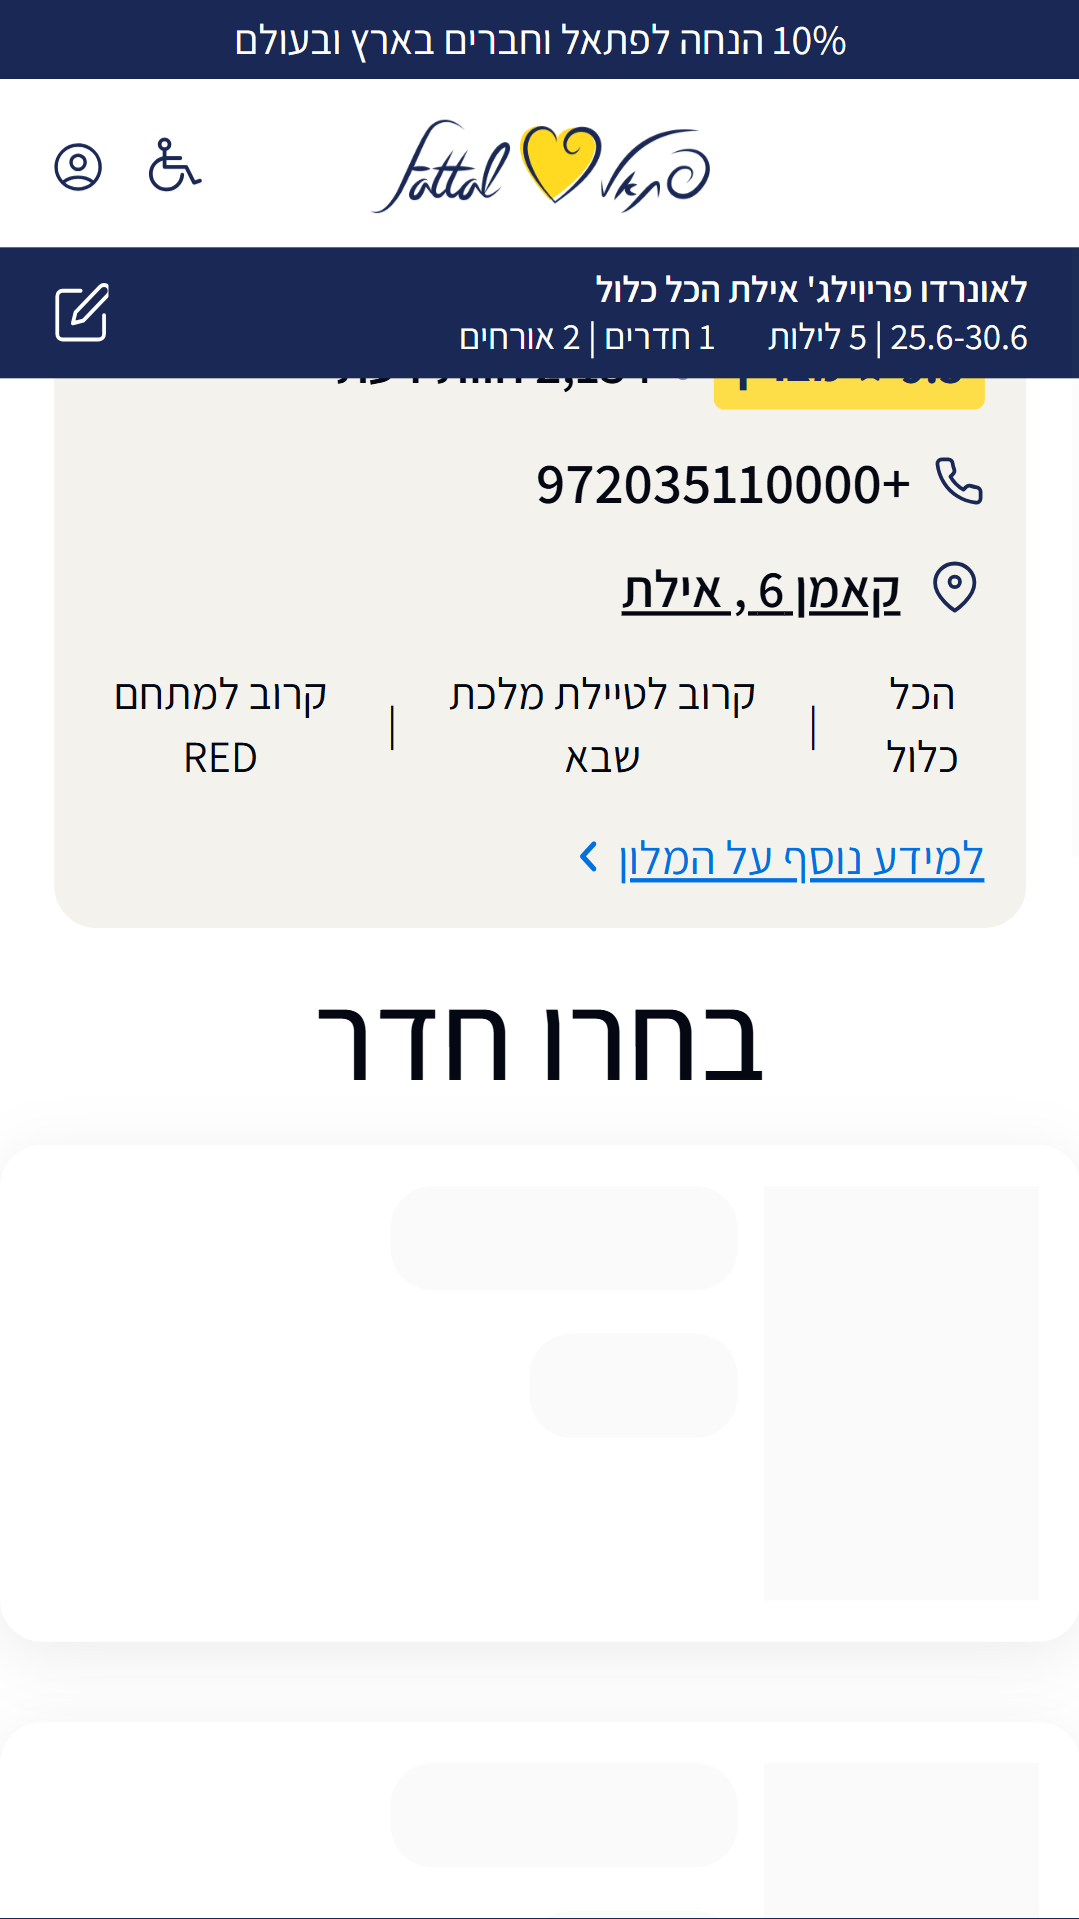 10% הנחה לפתאל וחברים בארץ ובעולם
fattal פתאל
לאונרדו פריוילג' אילת הכל כלול
25.6-30.6 | 5 לילות 1 חדרים | 2 אורחים
972035110000+
קאמן 6 , אילת
הכל כלול | קרוב לטיילת מלכת שבא | קרוב למתחם RED
למידע נוסף על המלון
בחרו חדר